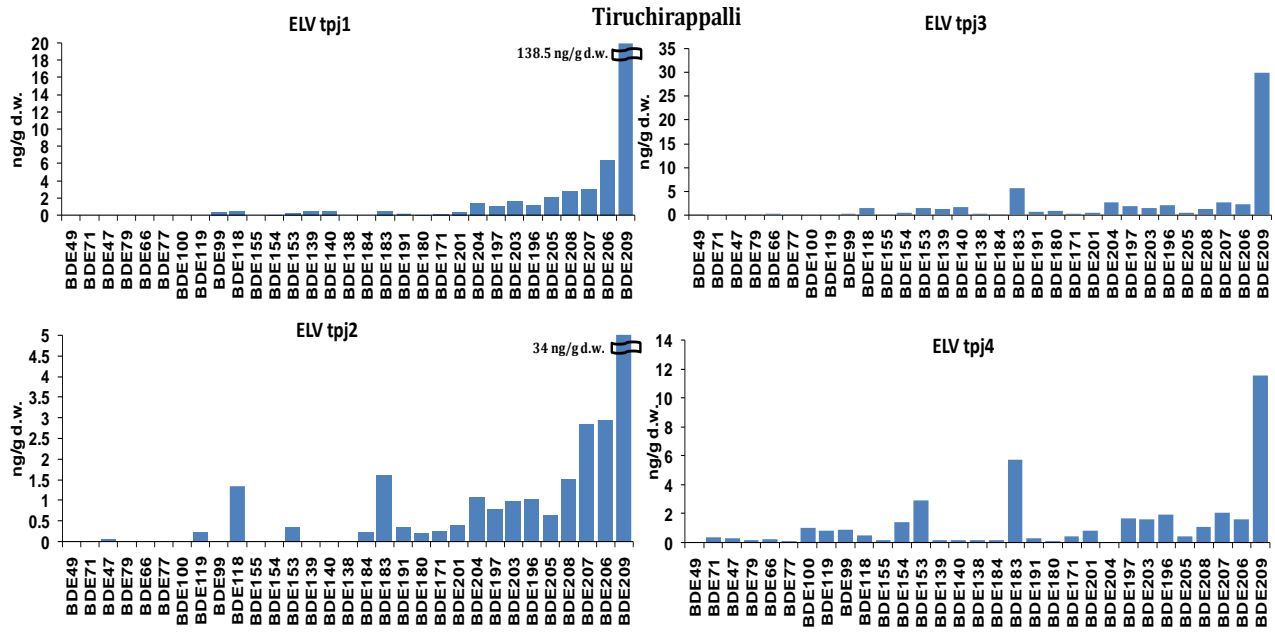 Tiruchirappalli
ELV tpj1
138.5 ng/g d.w.
ng/g d.w.
20
18
16
14
12
10
8
6
4
2
0
BDE49
BDE71
BDE47
BDE79
BDE66
BDE77
BDE100
BDE119
BDE99
BDE118
BDE155
BDE154
BDE153
BDE139
BDE140
BDE138
BDE184
BDE183
BDE191
BDE180
BDE171
BDE201
BDE204
BDE197
BDE203
BDE196
BDE205
BDE208
BDE207
BDE206
BDE209
ELV tpj3
ng/g d.w.
35
30
25
20
15
10
5
0
BDE49
BDE71
BDE47
BDE79
BDE66
BDE77
BDE100
BDE119
BDE99
BDE118
BDE155
BDE154
BDE153
BDE139
BDE140
BDE138
BDE184
BDE183
BDE191
BDE180
BDE171
BDE201
BDE204
BDE197
BDE203
BDE196
BDE205
BDE208
BDE207
BDE206
BDE209
ELV tpj2
34 ng/g d.w.
ng/g d.w.
5
4.5
4
3.5
3
2.5
2
1.5
1
0.5
0
BDE49
BDE71
BDE47
BDE79
BDE66
BDE77
BDE100
BDE119
BDE99
BDE118
BDE155
BDE154
BDE153
BDE139
BDE140
BDE138
BDE184
BDE183
BDE191
BDE180
BDE171
BDE201
BDE204
BDE197
BDE203
BDE196
BDE205
BDE208
BDE207
BDE206
BDE209
ELV tpj4
ng/g d.w.
14
12
10
8
6
4
2
0
BDE49
BDE71
BDE47
BDE79
BDE66
BDE77
BDE100
BDE119
BDE99
BDE118
BDE155
BDE154
BDE153
BDE139
BDE140
BDE138
BDE184
BDE183
BDE191
BDE180
BDE171
BDE201
BDE204
BDE197
BDE203
BDE196
BDE205
BDE208
BDE207
BDE206
BDE209